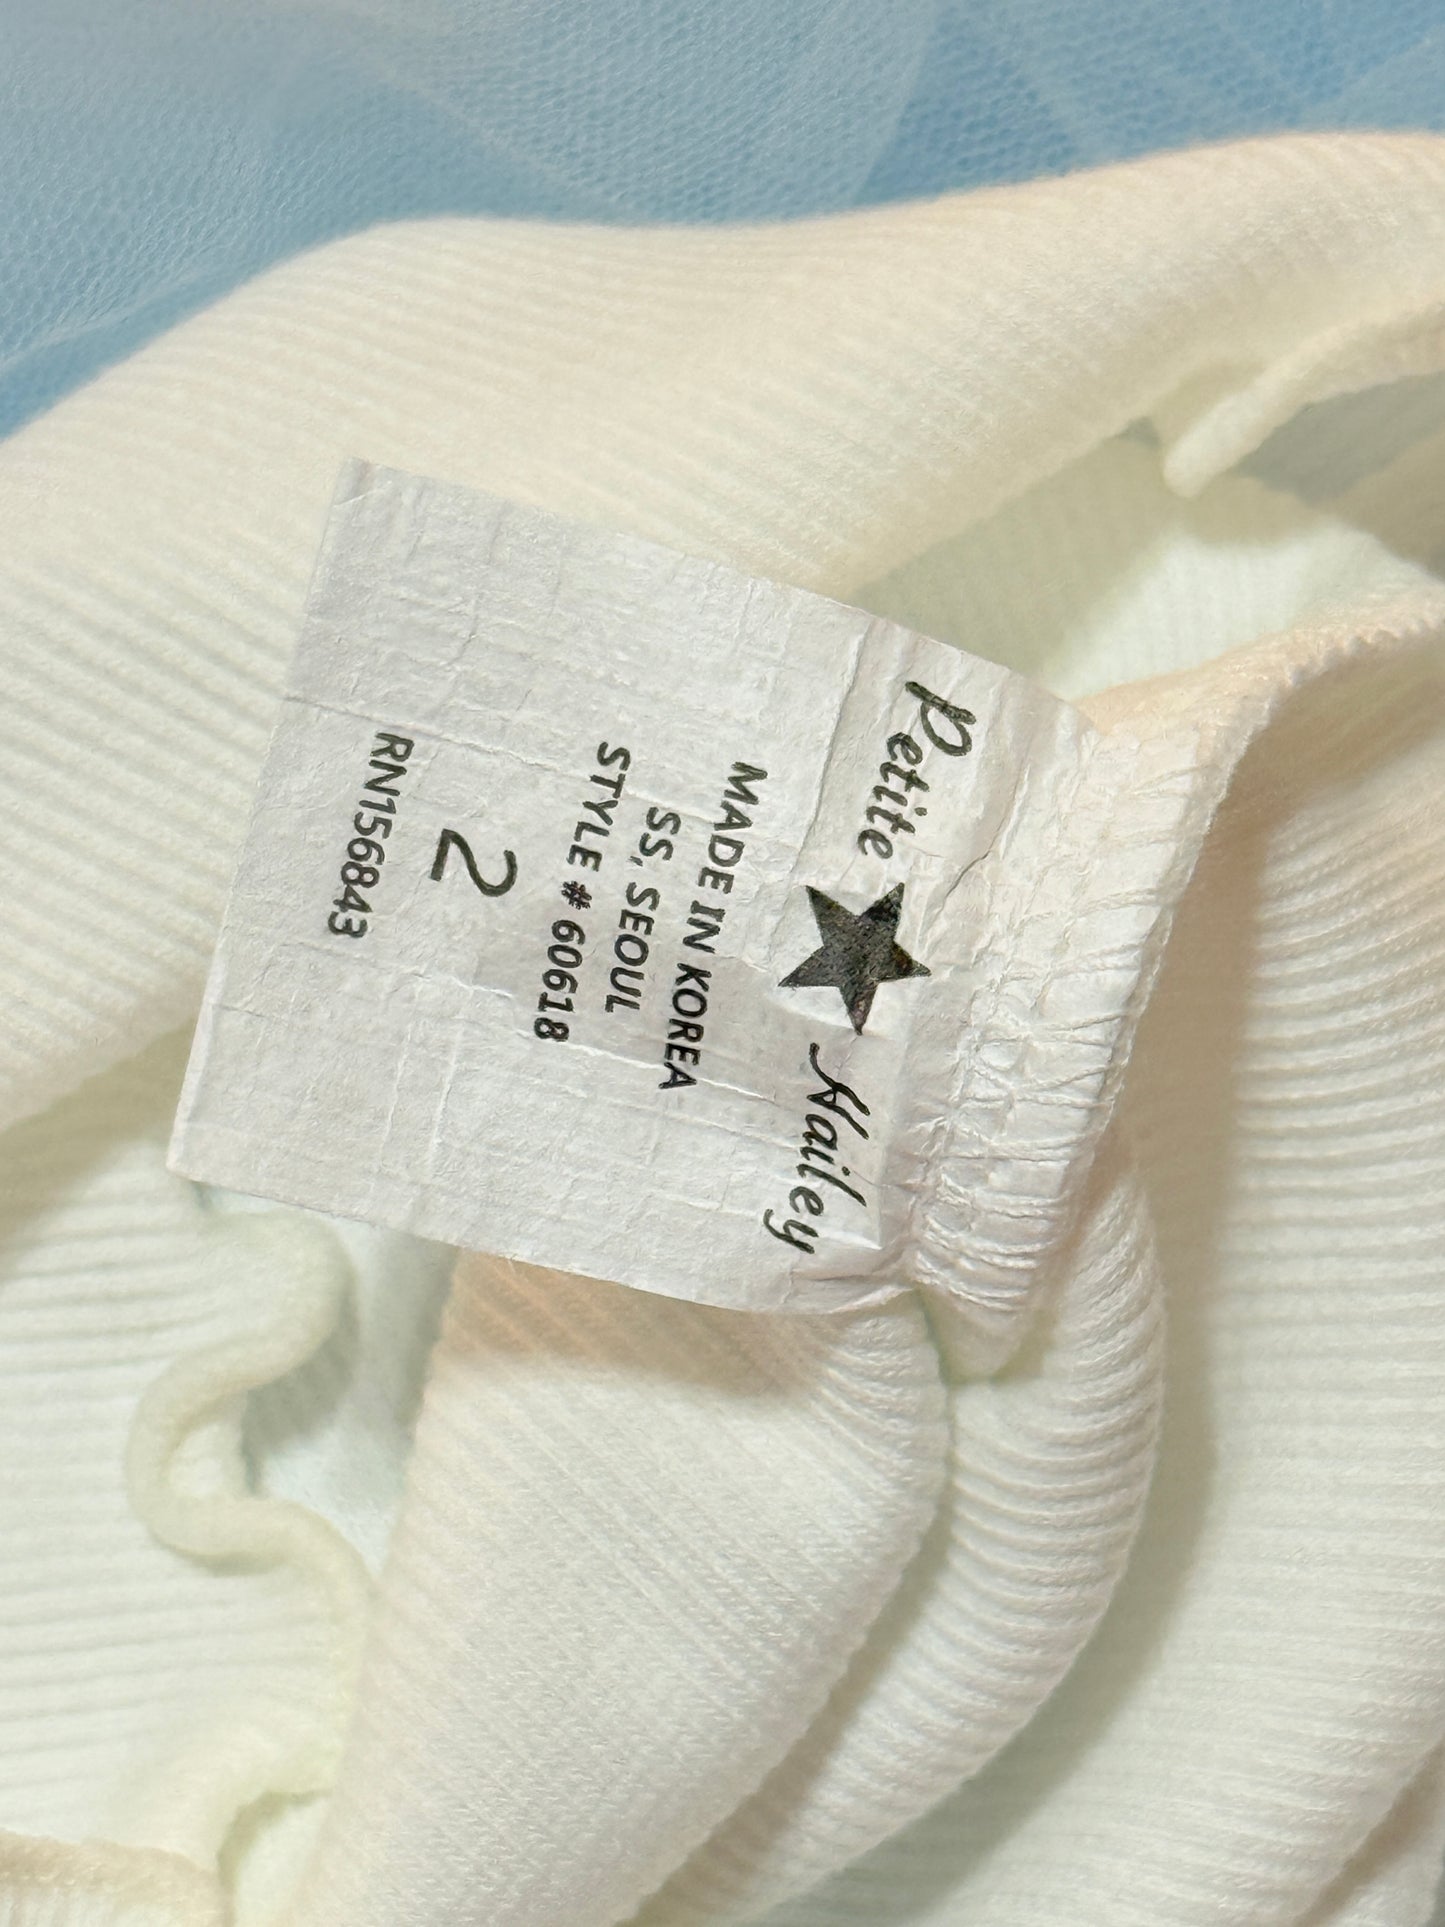 Petite ★ Hailey
MADE IN KOREA
SS, SEOUL
STYLE # 60618
2
RN156843